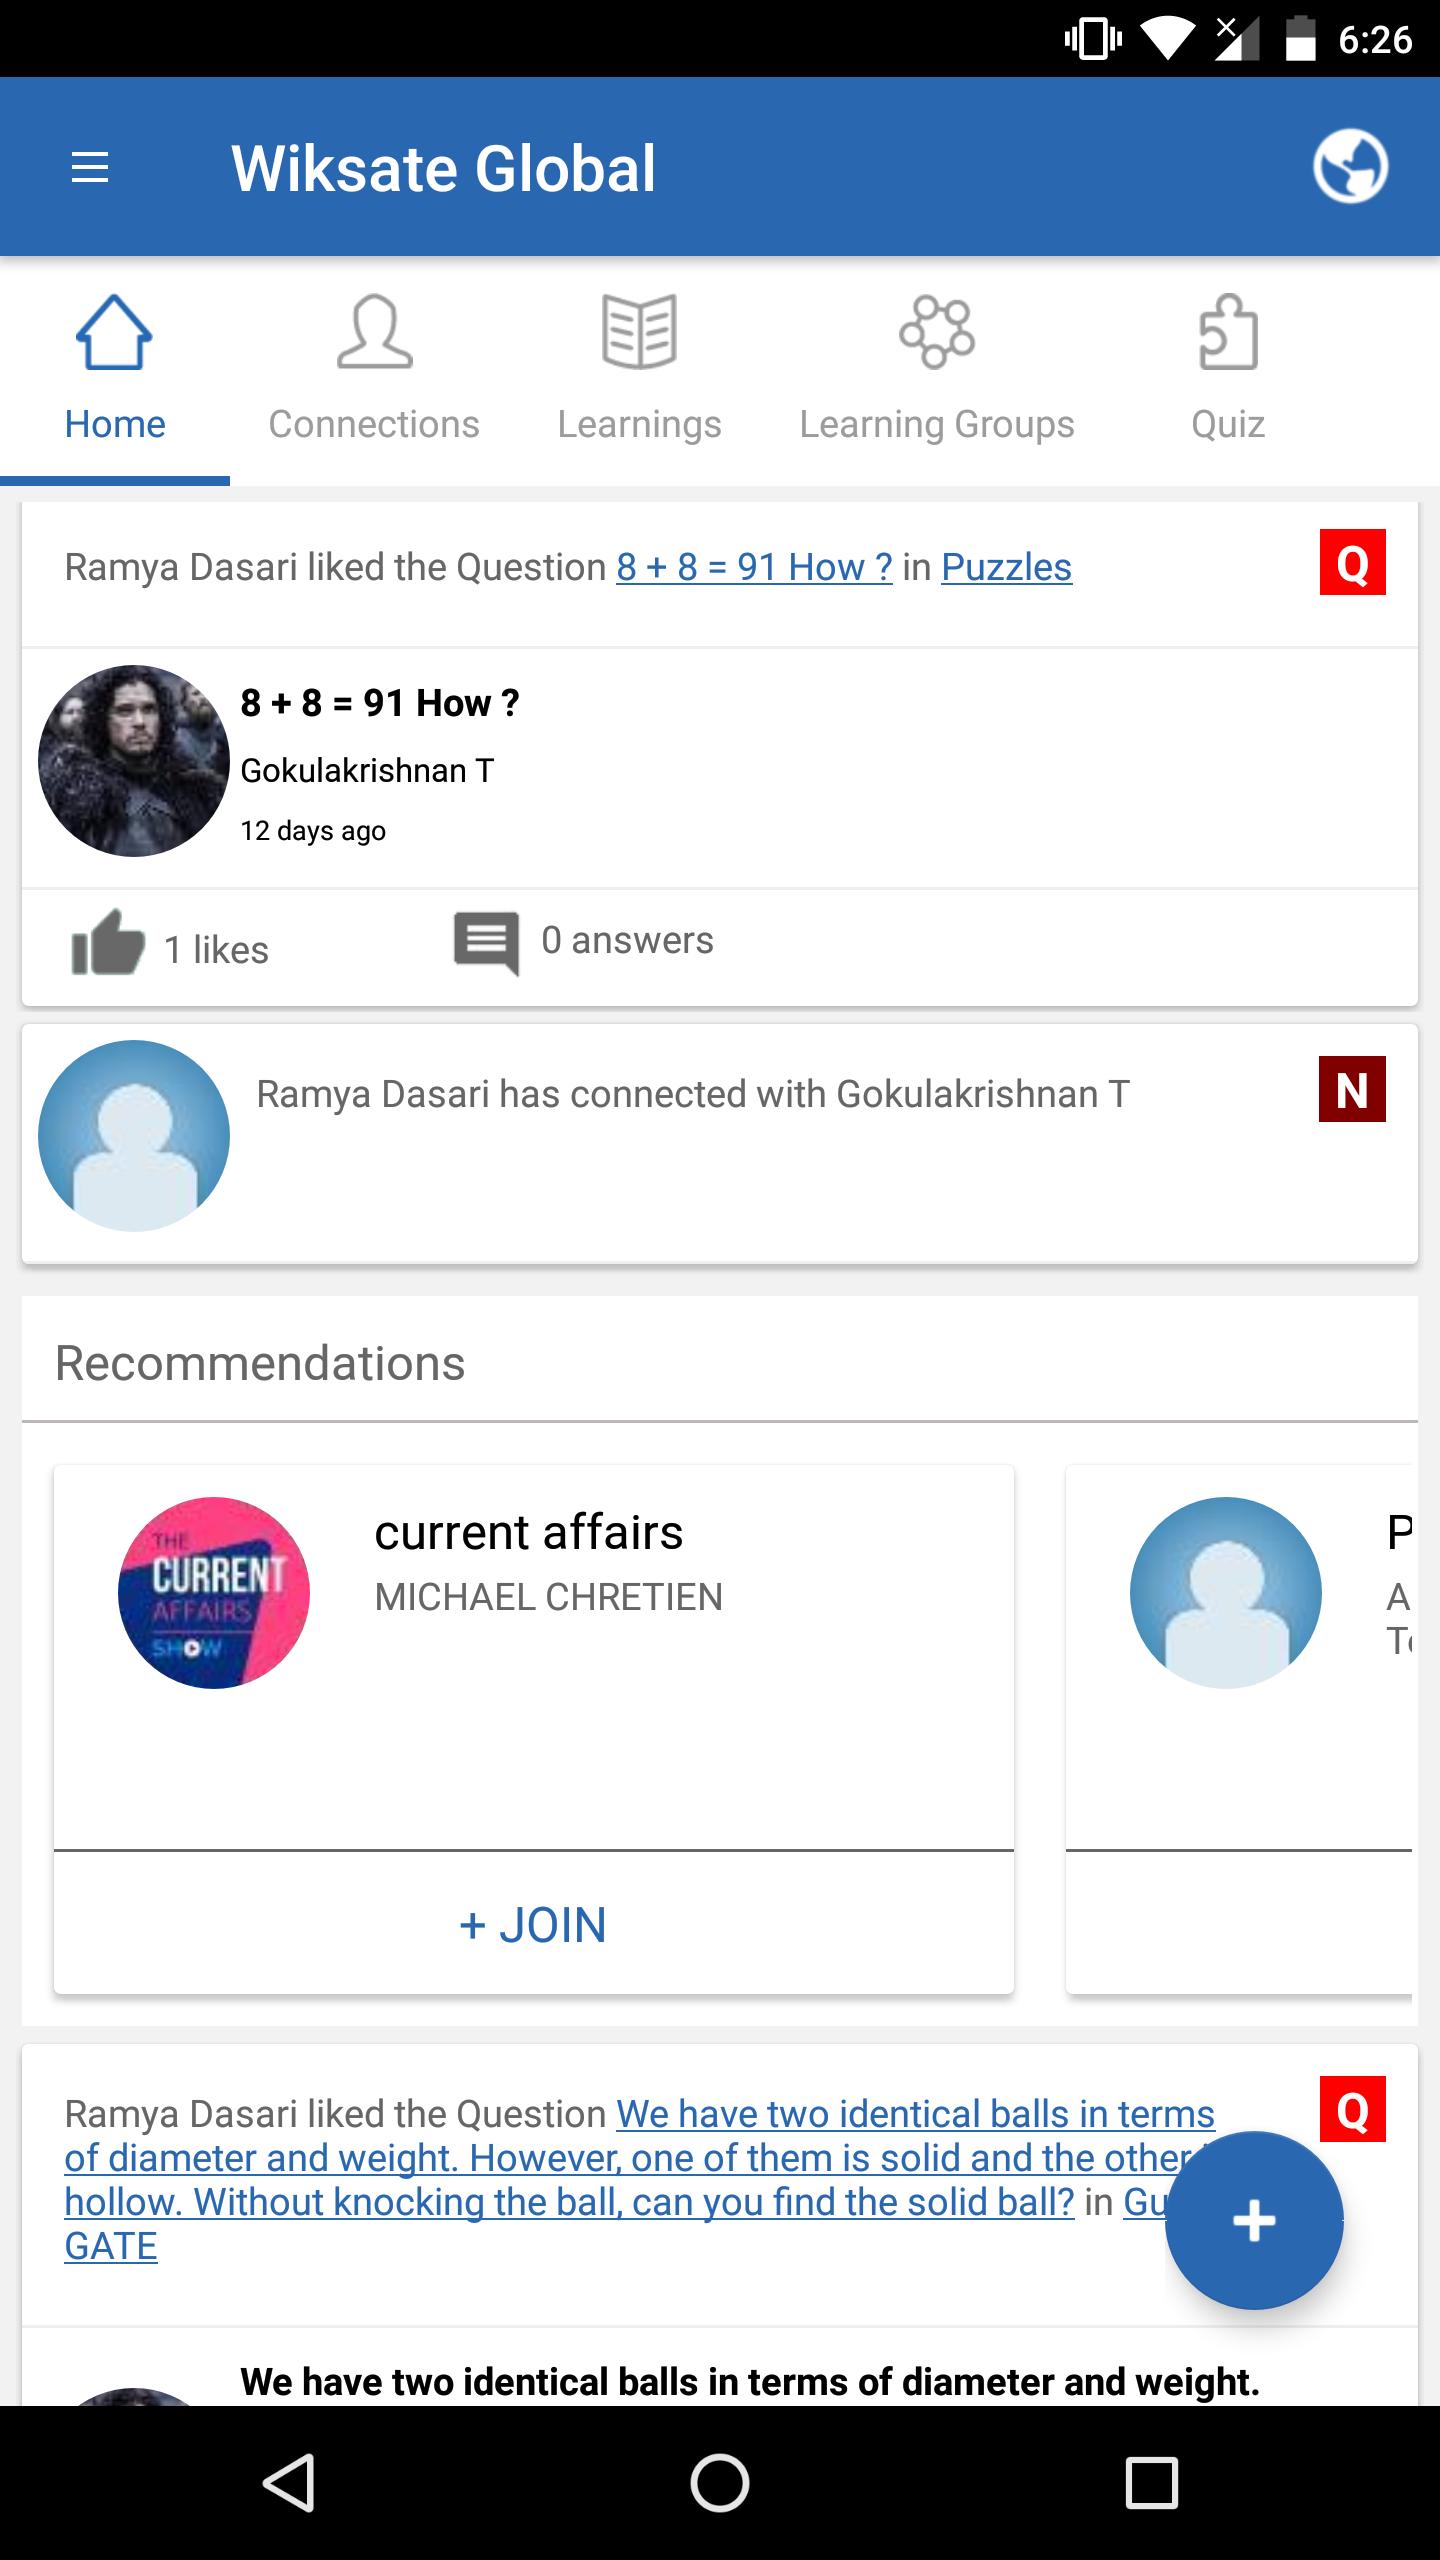 6:26
Wiksate Global
Home
Connections
Learnings
Learning Groups
Quiz
Ramya Dasari liked the Question 8 + 8 = 91 How ? in Puzzles
Q
8 + 8 = 91 How ?
Gokulakrishnan T
12 days ago
1 likes
0 answers
Ramya Dasari has connected with Gokulakrishnan T
N
Recommendations
THE
CURRENT
AFFAIRS
SHOW
current affairs
MICHAEL CHRETIEN
+ JOIN
P
A
Ramya Dasari liked the Question We have two identical balls in terms
of diameter and weight. However, one of them is solid and the other
hollow. Without knocking the ball, can you find the solid ball? in
GATE
Q
We have two identical balls in terms of diameter and weight.